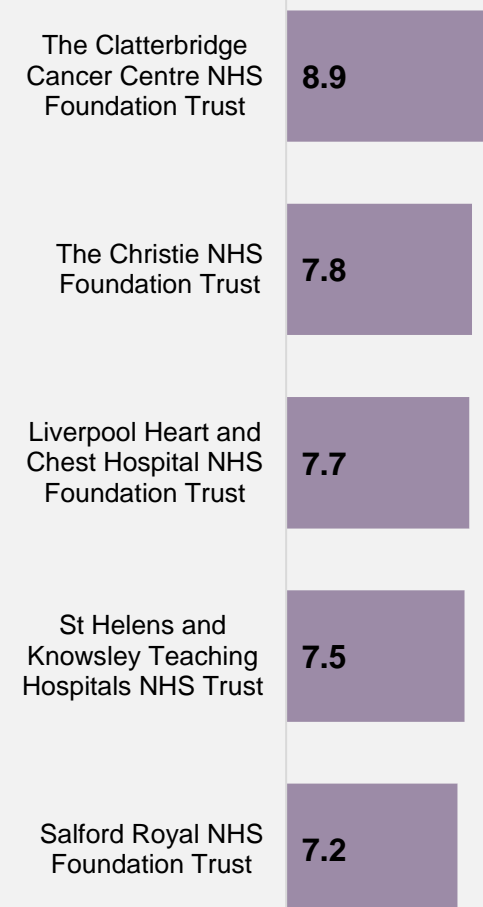 The Clatterbridge
Cancer Centre NHS
Foundation Trust
8.9
The Christie NHS
Foundation Trust
7.8
Liverpool Heart and
Chest Hospital NHS
Foundation Trust
7.7
St Helens and
Knowsley Teaching
Hospitals NHS Trust
7.5
Salford Royal NHS
Foundation Trust
7.2